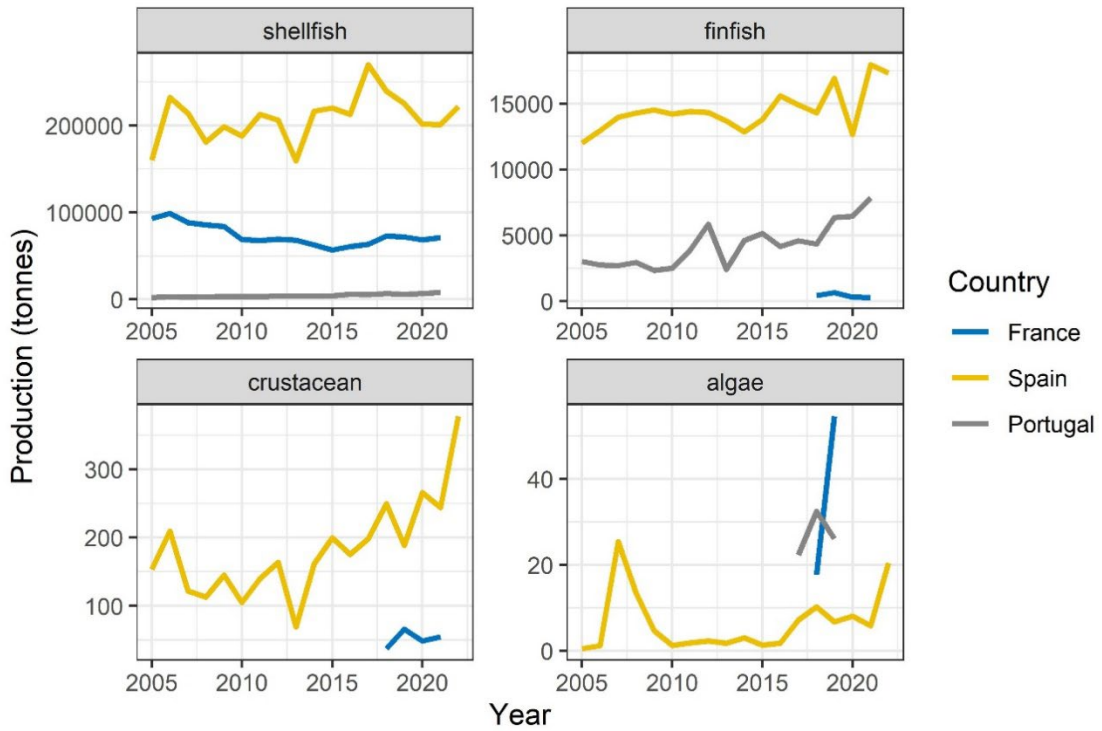 shellfish
finfish
200000
100000
0
15000
10000
5000
0
2005 2010 2015 2020
2005 2010 2015 2020
crustacean
algae
300
200
100
40
20
0
2005 2010 2015 2020
2005 2010 2015 2020
Production (tonnes)
Year
Country
France
Spain
Portugal